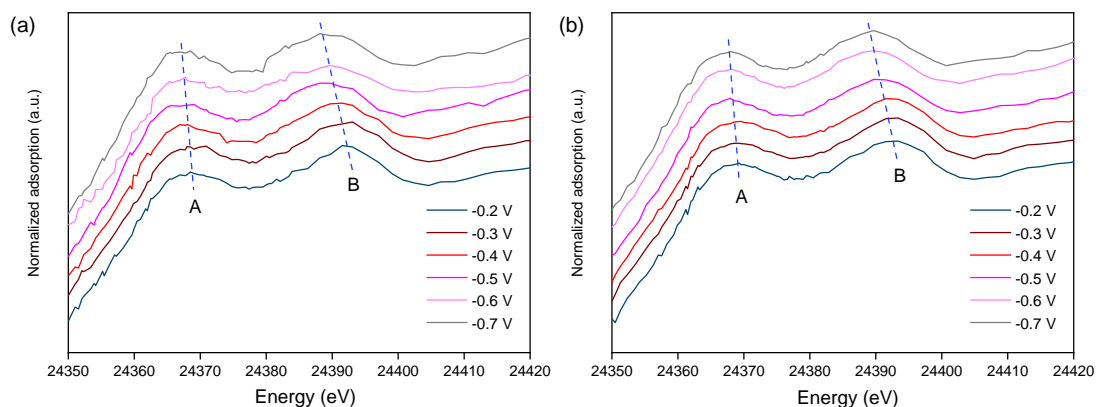 (a)
Normalized adsorption (a.u.)
A
B
-0.2 V
-0.3 V
-0.4 V
-0.5 V
-0.6 V
-0.7 V
24350 24360 24370 24380 24390 24400 24410 24420
Energy (eV)
(b)
Normalized adsorption (a.u.)
A
B
-0.2 V
-0.3 V
-0.4 V
-0.5 V
-0.6 V
-0.7 V
24350 24360 24370 24380 24390 24400 24410 24420
Energy (eV)